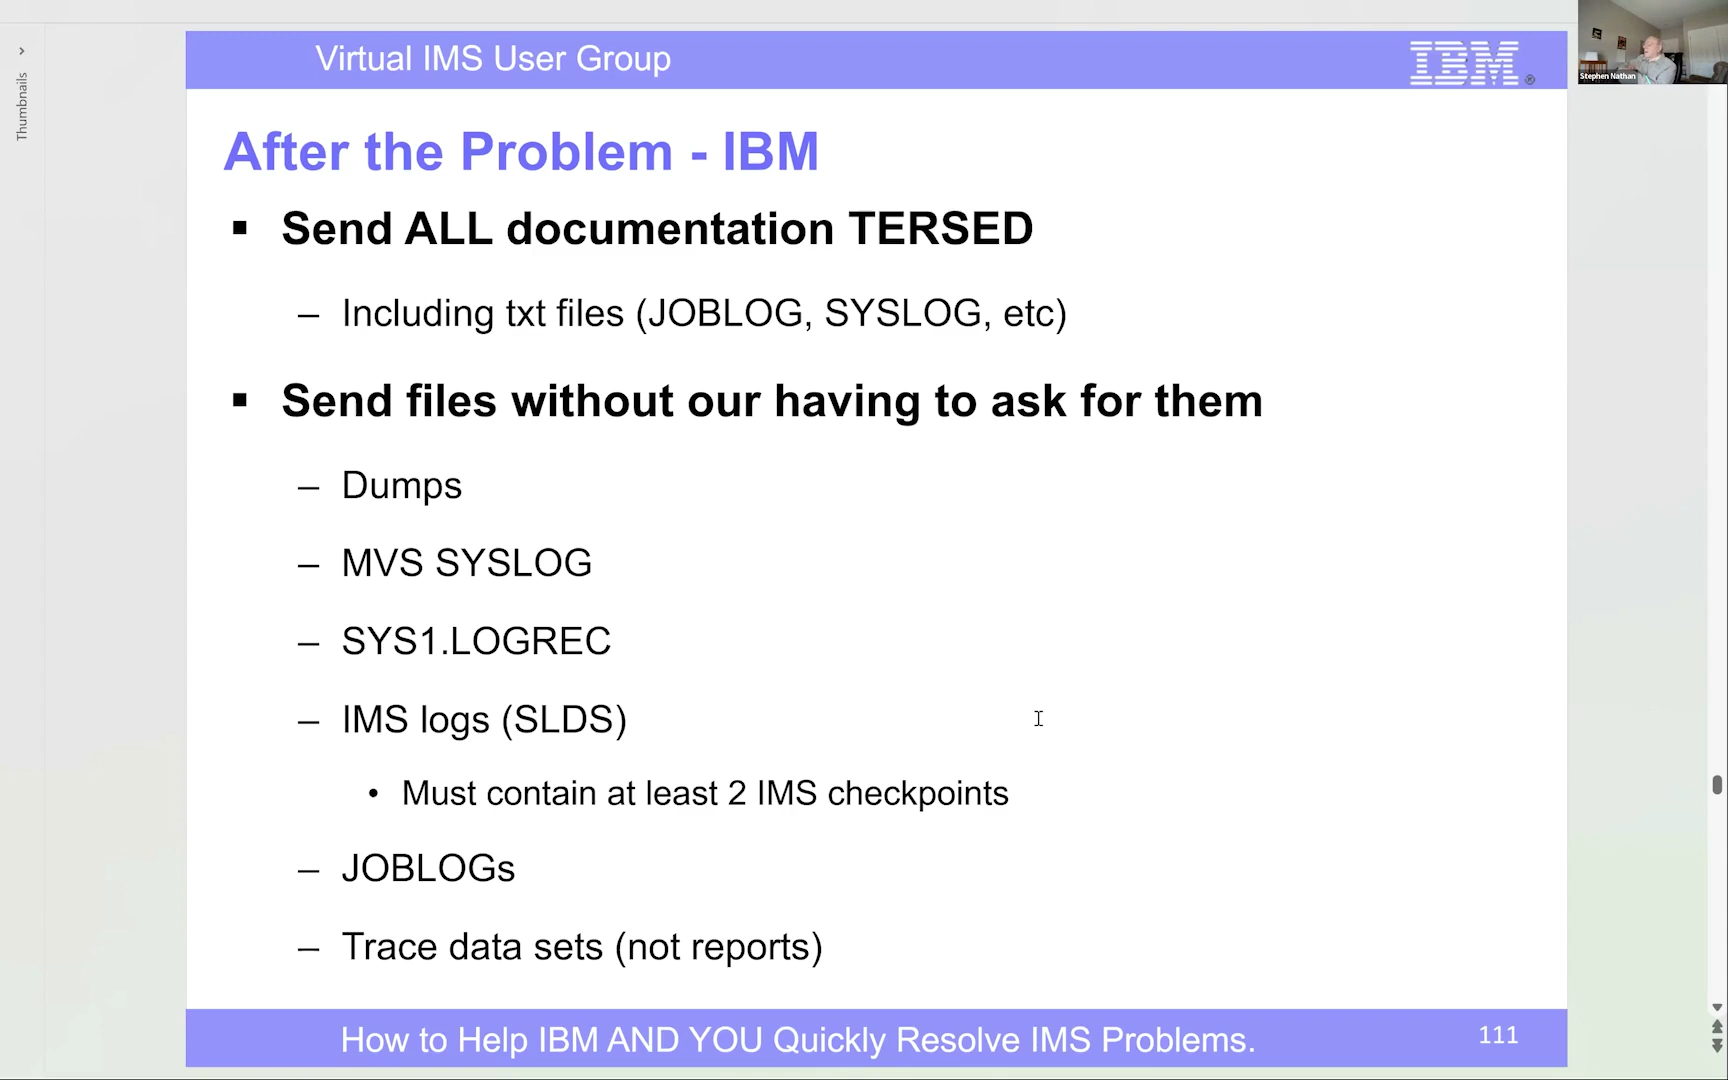 Virtual IMS User Group
IBM
®
Stephen Nathan
Thumbnails
After the Problem - IBM
▪ Send ALL documentation TERSED
– Including txt files (JOBLOG, SYSLOG, etc)
▪ Send files without our having to ask for them
– Dumps
– MVS SYSLOG
– SYS1.LOGREC
– IMS logs (SLDS)
• Must contain at least 2 IMS checkpoints
– JOBLOGs
– Trace data sets (not reports)
How to Help IBM AND YOU Quickly Resolve IMS Problems.
111